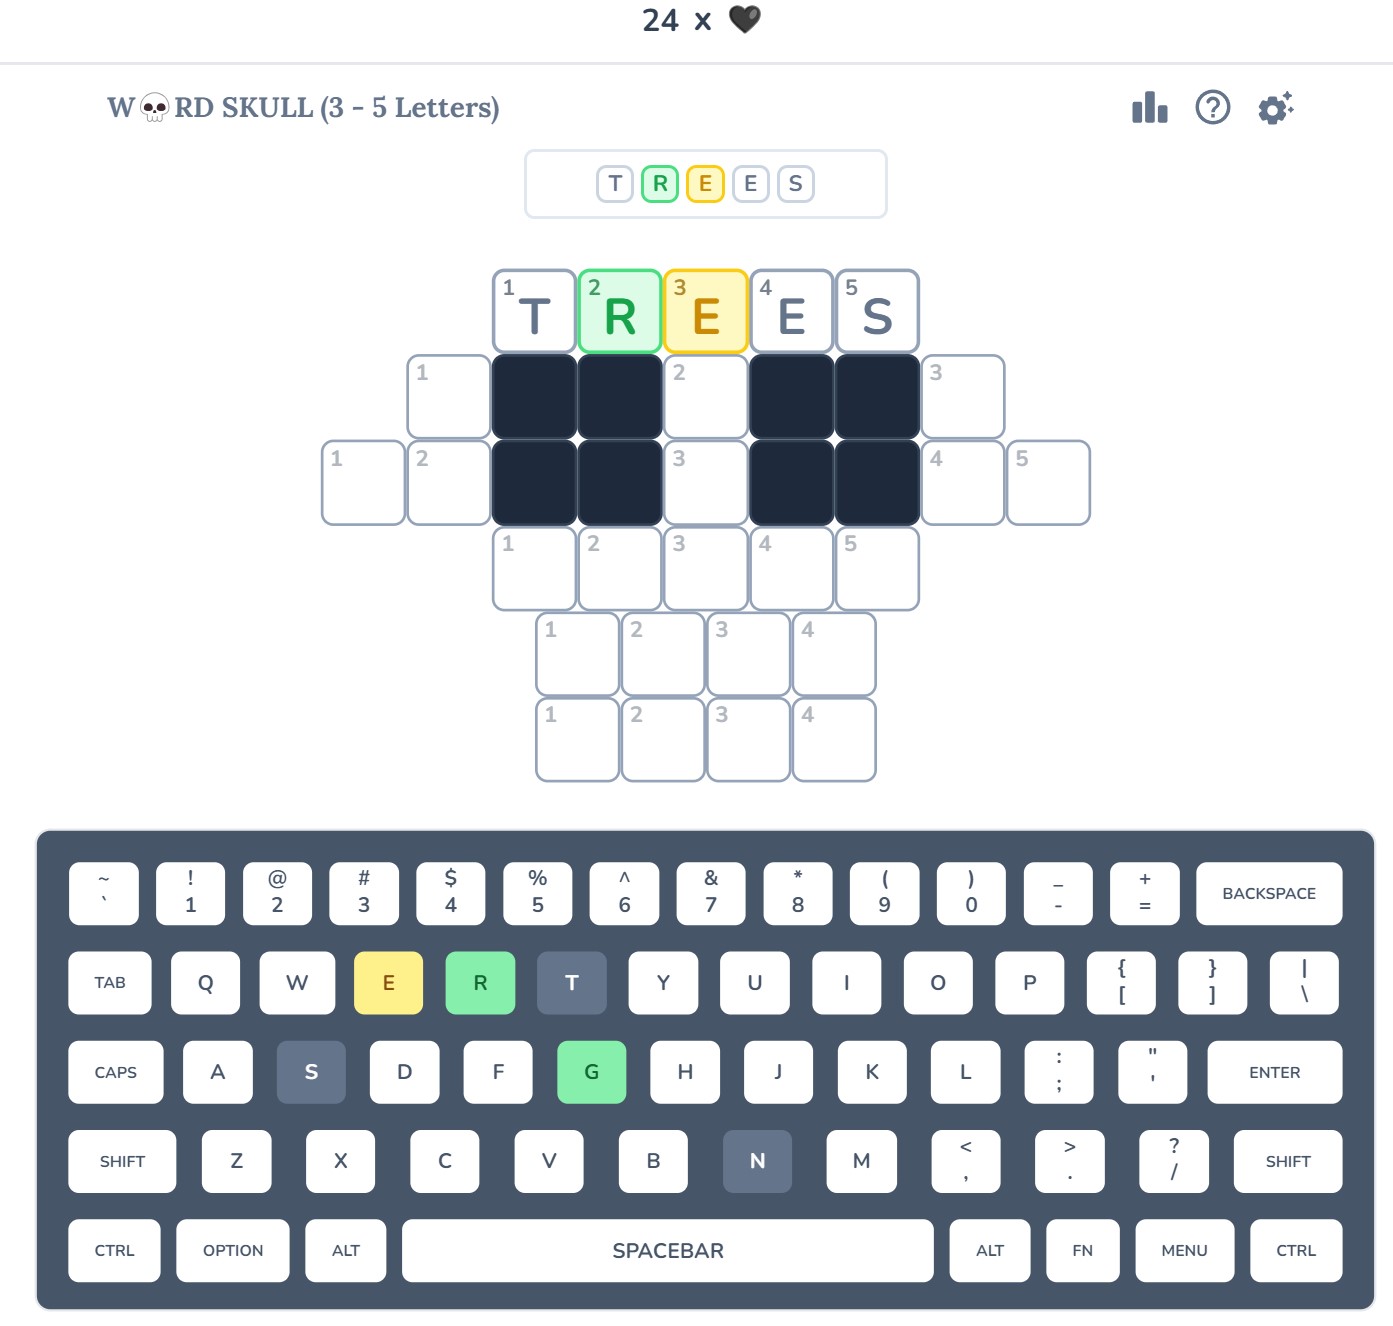 24 x 🖤
W💀RD SKULL (3 - 5 Letters)
T R E E S
1 T 2 R 3 E 4 E 5 S
1 2 3
1 2 3 4 5
1 2 3 4 5
1 2 3 4
1 2 3 4
~ ` ! 1 @ 2 # 3 $ 4 % 5 ^ 6 & 7 * 8 ( 9 ) 0 _ - + = BACKSPACE
TAB Q W E R T Y U I O P { [ } ] | \
CAPS A S D F G H J K L : ; " ' ENTER
SHIFT Z X C V B N M < , > . ? / SHIFT
CTRL OPTION ALT SPACEBAR ALT FN MENU CTRL